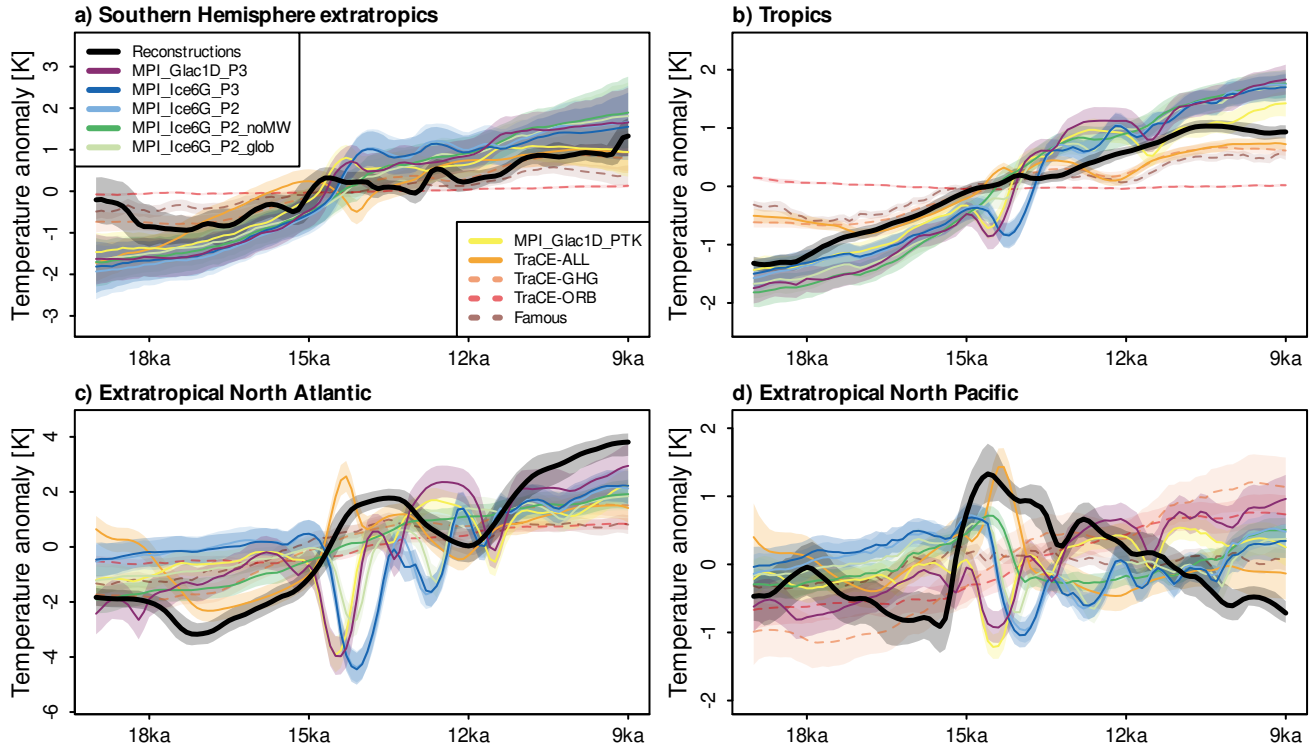 a) Southern Hemisphere extratropics
Temperature anomaly [K]
3
2
1
0
-1
-2
-3
Reconstructions
MPI_Glac1D_P3
MPI_Ice6G_P3
MPI_Ice6G_P2
MPI_Ice6G_P2_noMW
MPI_Ice6G_P2_glob
MPI_Glac1D_PTK
TraCE-ALL
TraCE-GHG
TraCE-ORB
Famous
18ka 15ka 12ka 9ka
b) Tropics
Temperature anomaly [K]
2
1
0
-1
-2
18ka 15ka 12ka 9ka
c) Extratropical North Atlantic
Temperature anomaly [K]
4
2
0
-2
-4
-6
18ka 15ka 12ka 9ka
d) Extratropical North Pacific
Temperature anomaly [K]
2
1
0
-1
-2
18ka 15ka 12ka 9ka